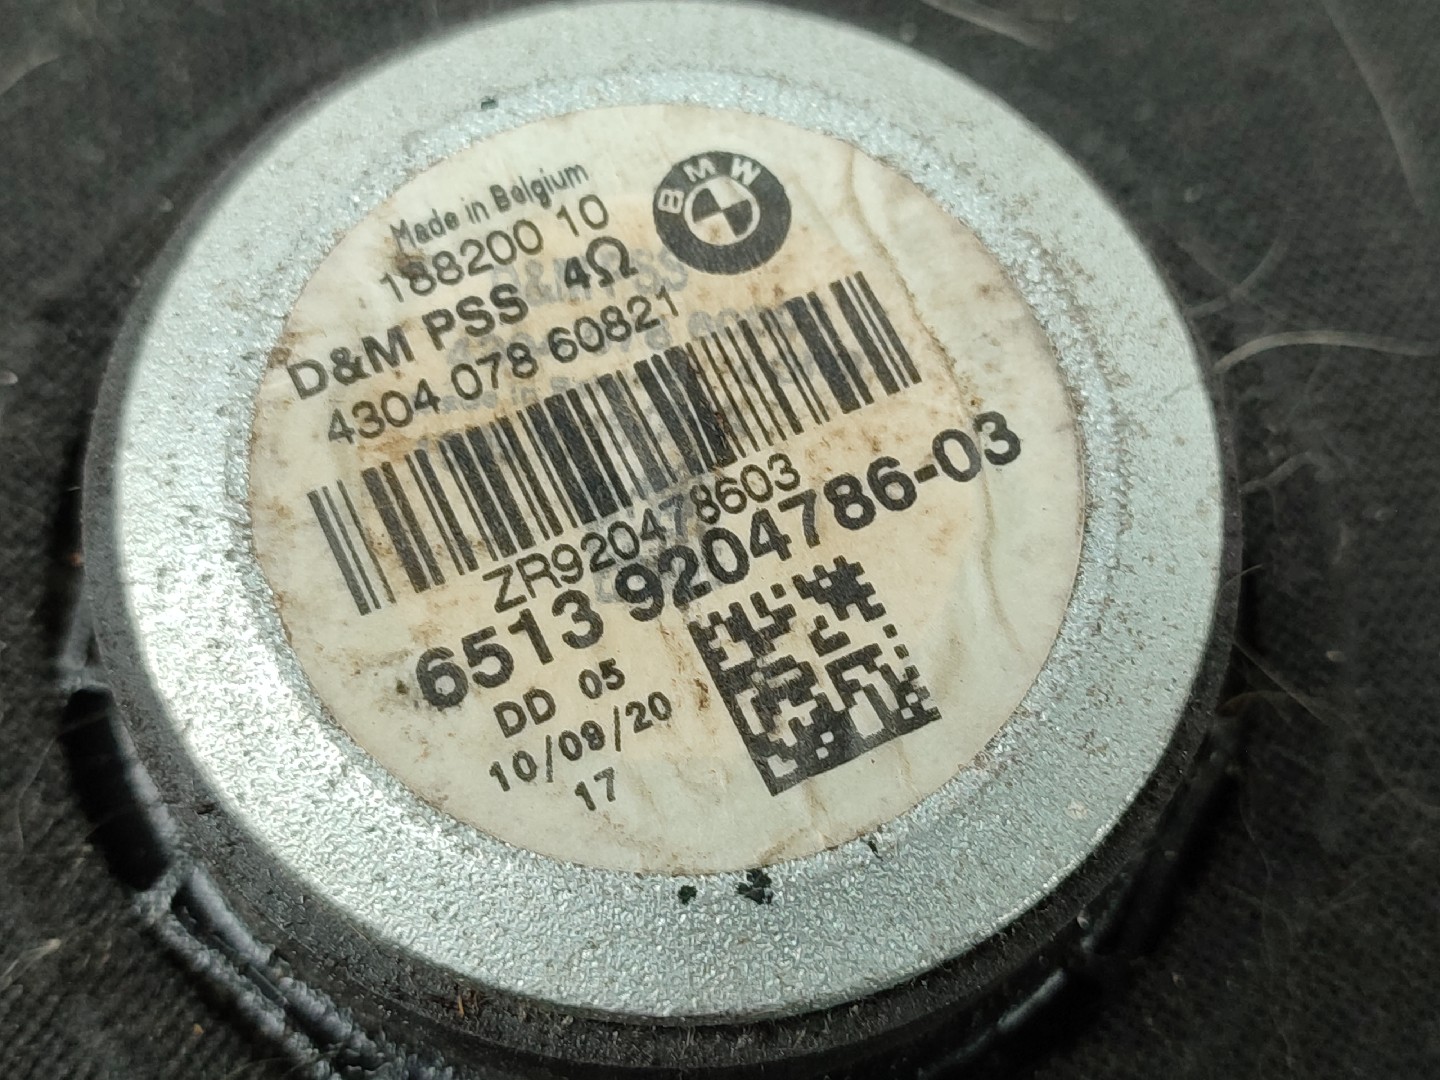 BMW
Made in Belgium
188200 10
D&M PSS 4Ω
4304 078 60821
ZR920478603
6513 9204786-03
DD 05
10/09/20
17